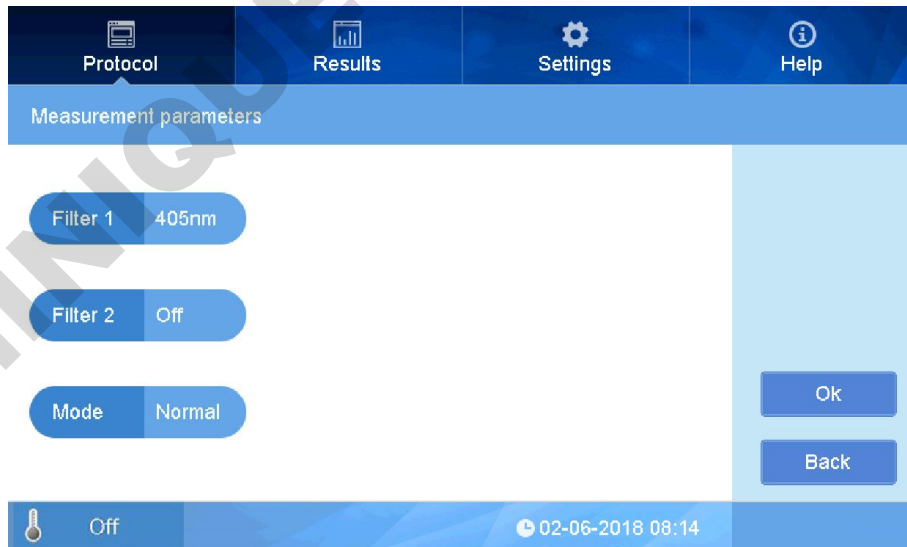 Protocol
Results
Settings
Help
Measurement parameters
Filter 1 405nm
Filter 2 Off
Mode Normal
Ok
Back
Off
02-06-2018 08:14